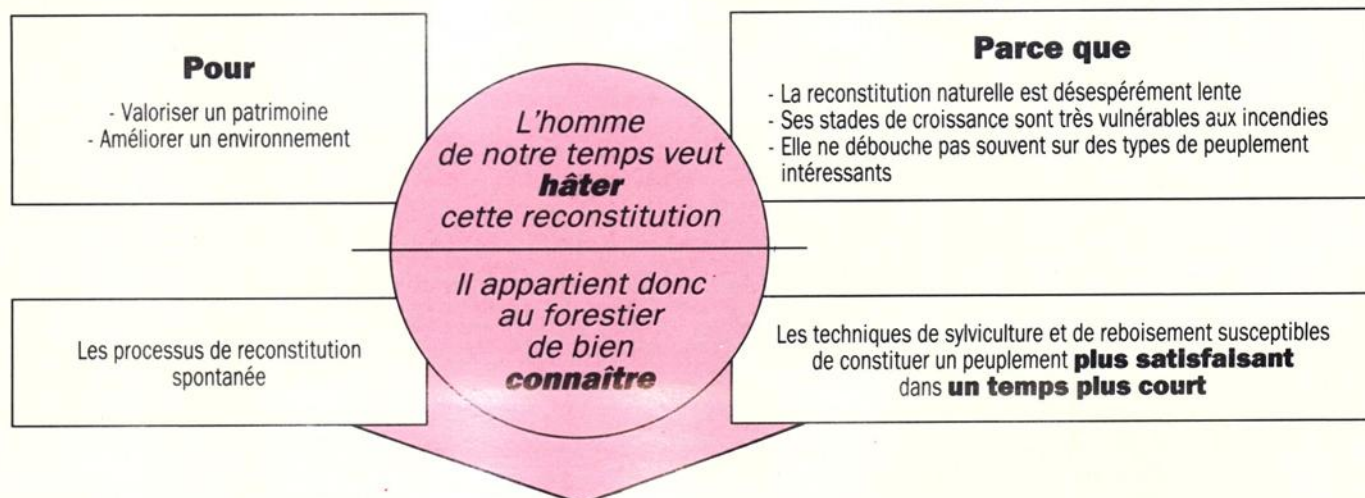 Pour
- Valoriser un patrimoine
- Améliorer un environnement
L'homme
de notre temps veut
hâter
cette reconstitution
Parce que
- La reconstitution naturelle est désespérément lente
- Ses stades de croissance sont très vulnérables aux incendies
- Elle ne débouche pas souvent sur des types de peuplement
intéressants
Les processus de reconstitution
spontanée
Il appartient donc
au forestier
de bien
connaître
Les techniques de sylviculture et de reboisement susceptibles
de constituer un peuplement plus satisfaisant
dans un temps plus court